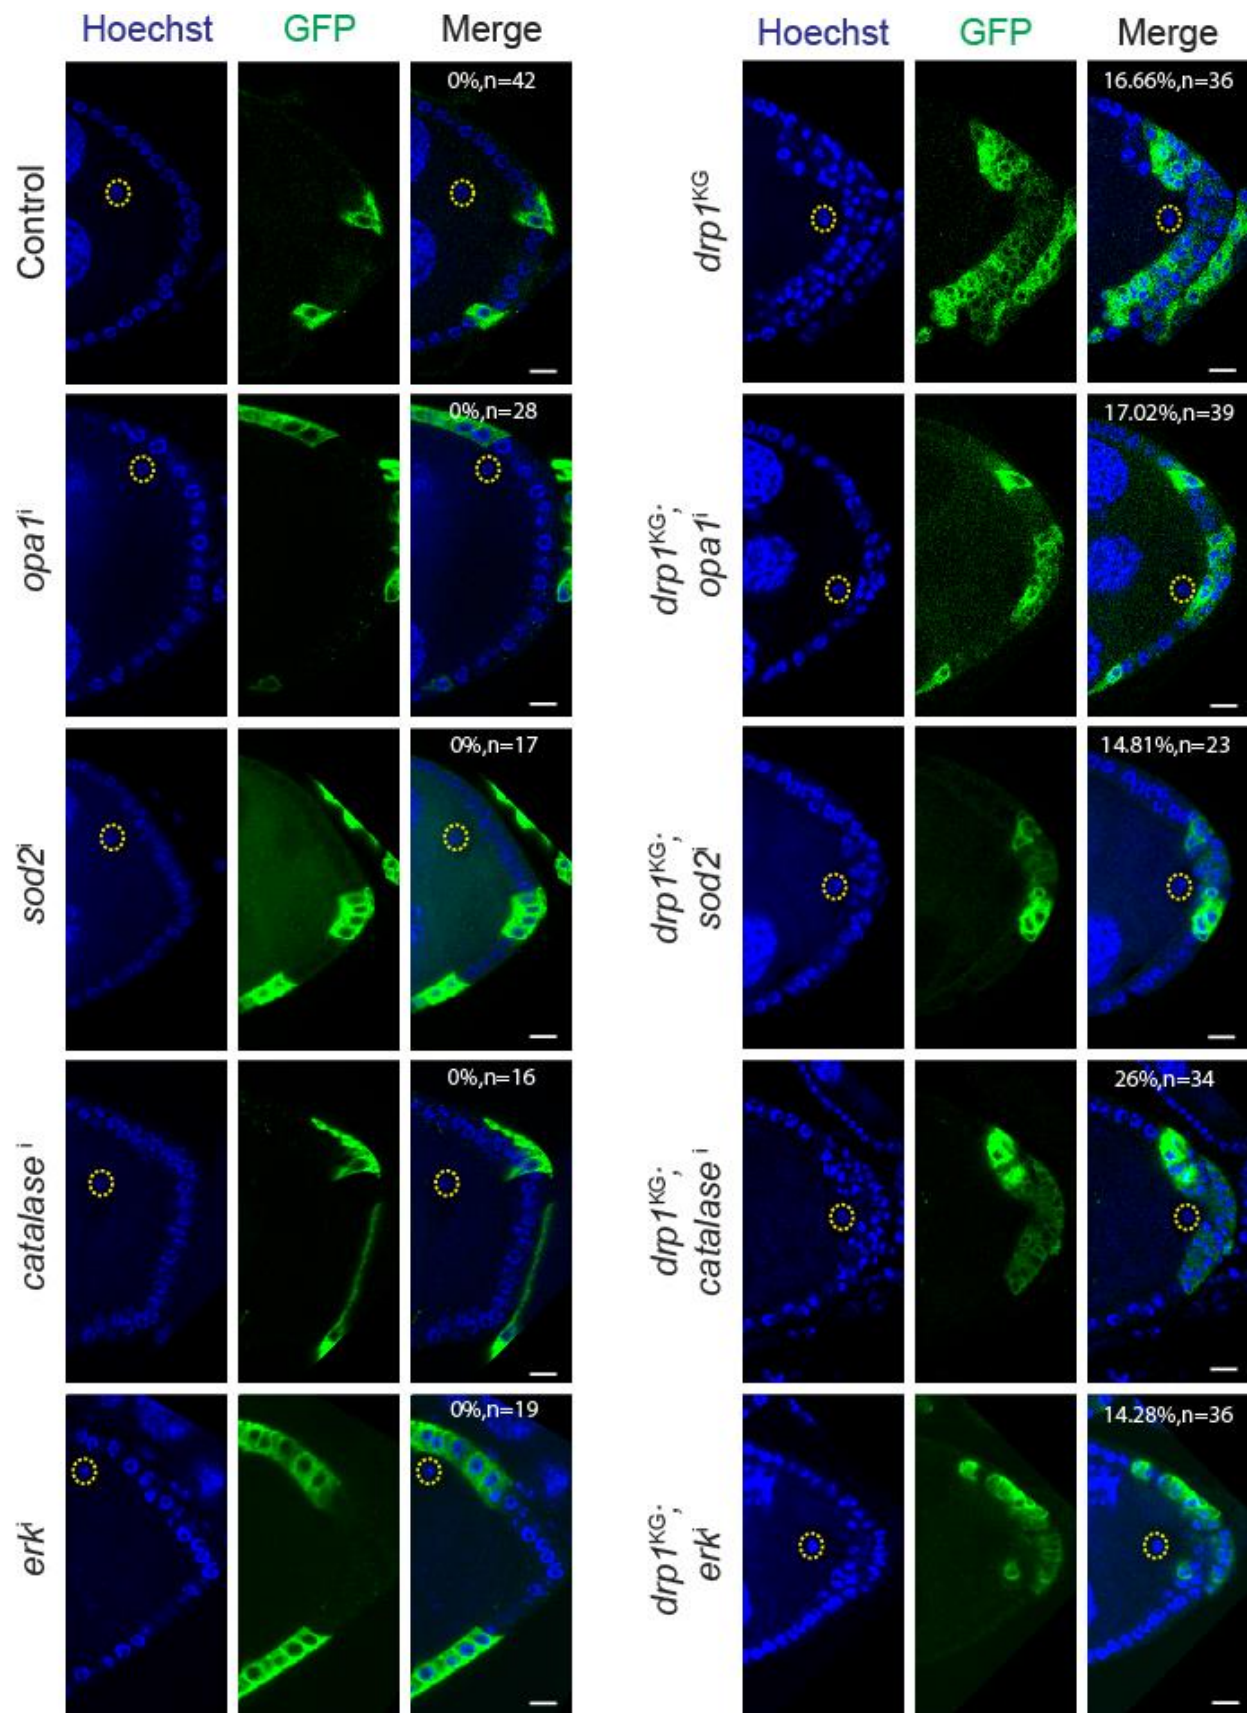 Hoechst GFP Merge Hoechst GFP Merge
Control
0%,n=42
drp1ᴷᴳ
16.66%,n=36
opa1ⁱ
0%,n=28
drp1ᴷᴳ;
opa1ⁱ
17.02%,n=39
sod2ⁱ
0%,n=17
drp1ᴷᴳ;
sod2ⁱ
14.81%,n=23
catalase ⁱ
0%,n=16
drp1ᴷᴳ;
catalase ⁱ
26%,n=34
erkⁱ
0%,n=19
drp1ᴷᴳ;
erkⁱ
14.28%,n=36